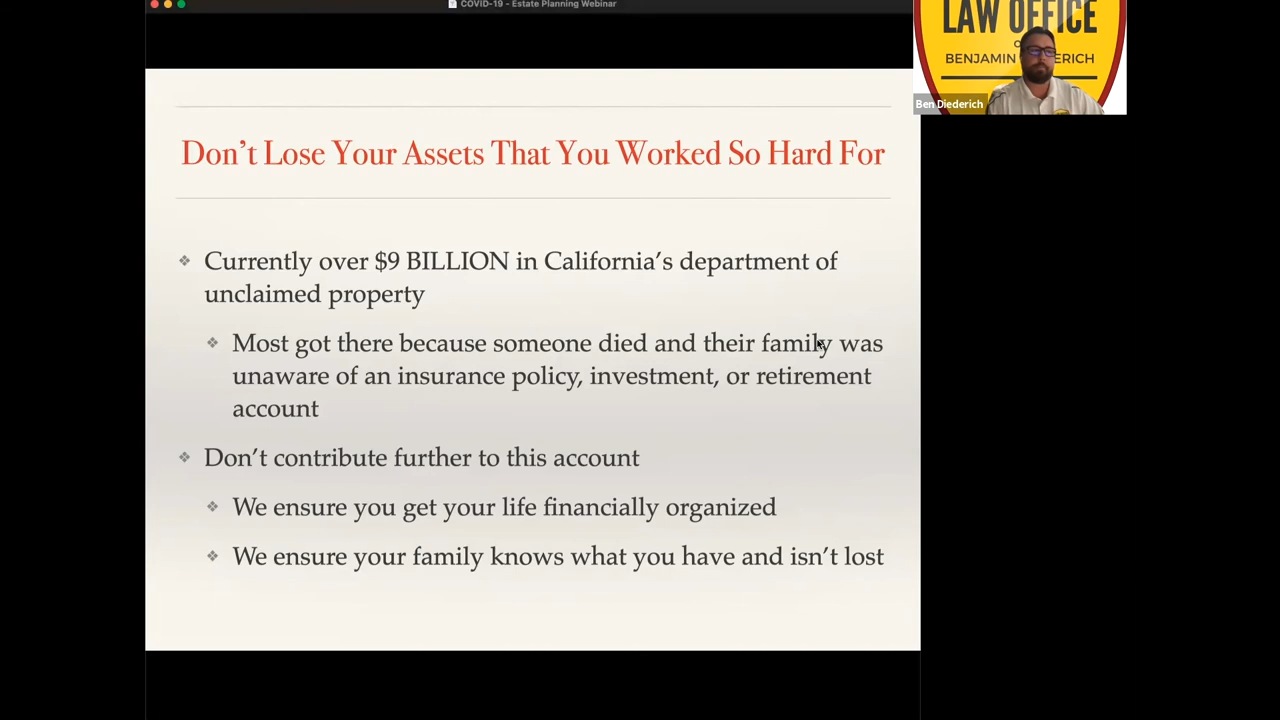 COVID-19 - Estate Planning Webinar
LAW OFFICE
BENJAMIN
ERICH
Ben Diederich
Don't Lose Your Assets That You Worked So Hard For
Currently over $9 BILLION in California's department of
unclaimed property
Most got there because someone died and their family was
unaware of an insurance policy, investment, or retirement
account
Don't contribute further to this account
We ensure you get your life financially organized
We ensure your family knows what you have and isn't lost